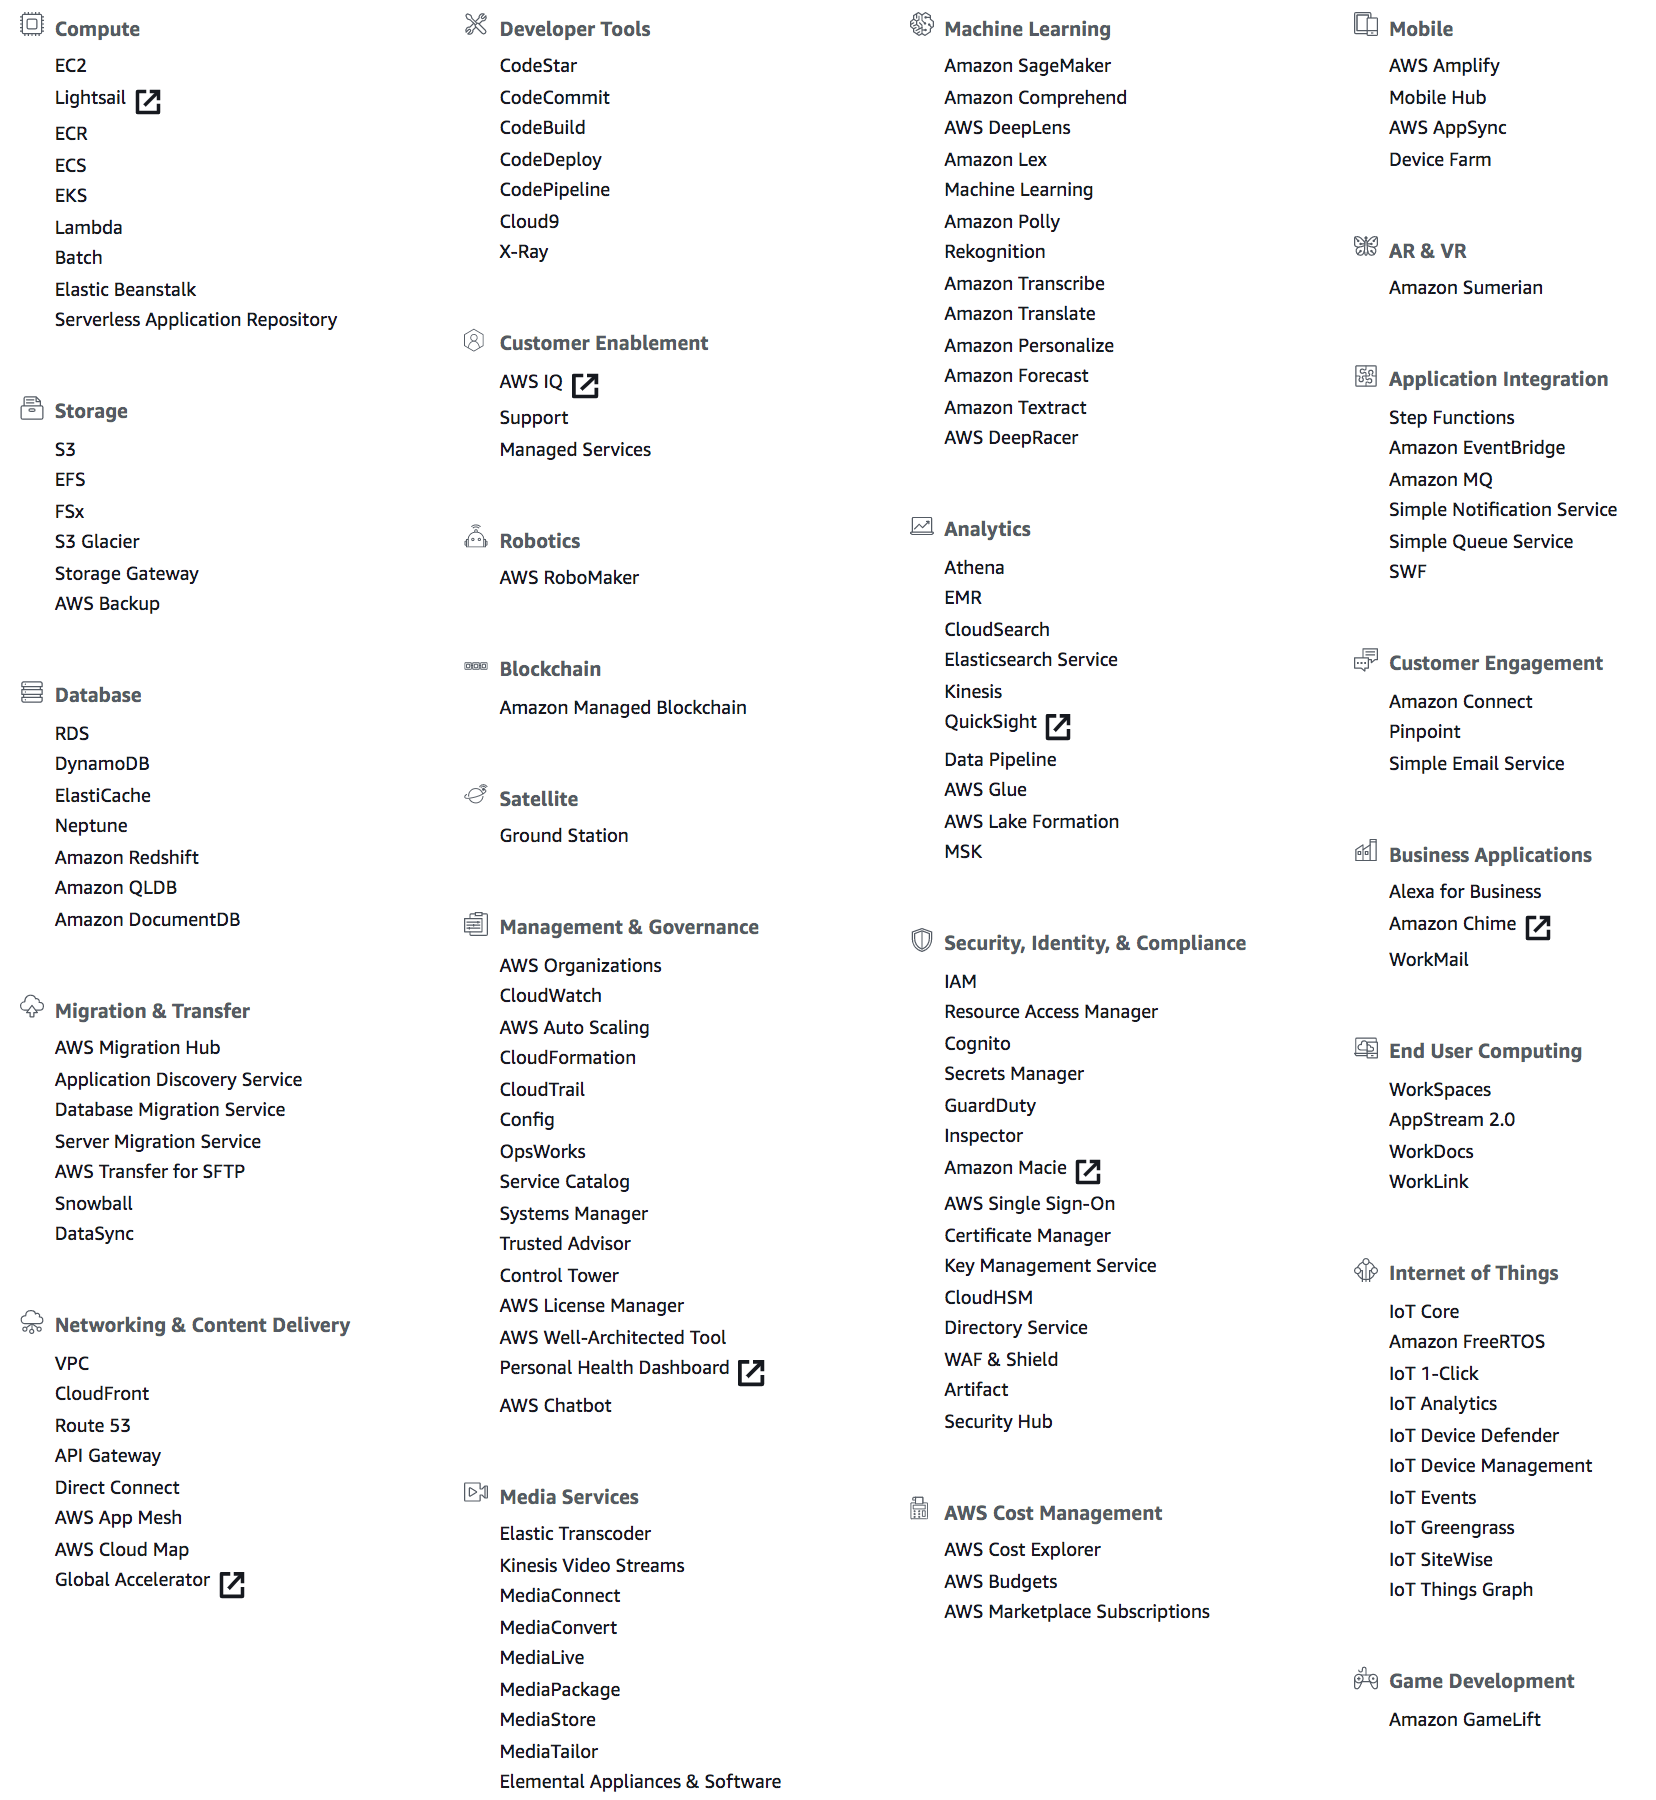 Compute
EC2
Lightsail
ECR
ECS
EKS
Lambda
Batch
Elastic Beanstalk
Serverless Application Repository
Storage
S3
EFS
FSx
S3 Glacier
Storage Gateway
AWS Backup
Database
RDS
DynamoDB
ElastiCache
Neptune
Amazon Redshift
Amazon QLDB
Amazon DocumentDB
Migration & Transfer
AWS Migration Hub
Application Discovery Service
Database Migration Service
Server Migration Service
AWS Transfer for SFTP
Snowball
DataSync
Networking & Content Delivery
VPC
CloudFront
Route 53
API Gateway
Direct Connect
AWS App Mesh
AWS Cloud Map
Global Accelerator
Developer Tools
CodeStar
CodeCommit
CodeBuild
CodeDeploy
CodePipeline
Cloud9
X-Ray
Customer Enablement
AWS IQ
Support
Managed Services
Robotics
AWS RoboMaker
Blockchain
Amazon Managed Blockchain
Satellite
Ground Station
Management & Governance
AWS Organizations
CloudWatch
AWS Auto Scaling
CloudFormation
CloudTrail
Config
OpsWorks
Service Catalog
Systems Manager
Trusted Advisor
Control Tower
AWS License Manager
AWS Well-Architected Tool
Personal Health Dashboard
AWS Chatbot
Media Services
Elastic Transcoder
Kinesis Video Streams
MediaConnect
MediaConvert
MediaLive
MediaPackage
MediaStore
MediaTailor
Elemental Appliances & Software
Machine Learning
Amazon SageMaker
Amazon Comprehend
AWS DeepLens
Amazon Lex
Machine Learning
Amazon Polly
Rekognition
Amazon Transcribe
Amazon Translate
Amazon Personalize
Amazon Forecast
Amazon Textract
AWS DeepRacer
Analytics
Athena
EMR
CloudSearch
Elasticsearch Service
Kinesis
QuickSight
Data Pipeline
AWS Glue
AWS Lake Formation
MSK
Security, Identity, & Compliance
IAM
Resource Access Manager
Cognito
Secrets Manager
GuardDuty
Inspector
Amazon Macie
AWS Single Sign-On
Certificate Manager
Key Management Service
CloudHSM
Directory Service
WAF & Shield
Artifact
Security Hub
AWS Cost Management
AWS Cost Explorer
AWS Budgets
AWS Marketplace Subscriptions
Mobile
AWS Amplify
Mobile Hub
AWS AppSync
Device Farm
AR & VR
Amazon Sumerian
Application Integration
Step Functions
Amazon EventBridge
Amazon MQ
Simple Notification Service
Simple Queue Service
SWF
Customer Engagement
Amazon Connect
Pinpoint
Simple Email Service
Business Applications
Alexa for Business
Amazon Chime
WorkMail
End User Computing
WorkSpaces
AppStream 2.0
WorkDocs
WorkLink
Internet of Things
IoT Core
Amazon FreeRTOS
IoT 1-Click
IoT Analytics
IoT Device Defender
IoT Device Management
IoT Events
IoT Greengrass
IoT SiteWise
IoT Things Graph
Game Development
Amazon GameLift